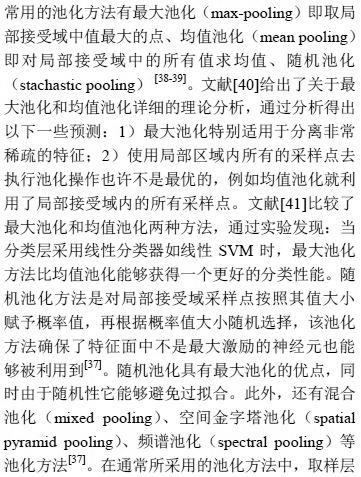 常用的池化方法有最大池化（max-pooling）即取局
部接受域中值最大的点、均值池化（mean pooling）
即对局部接受域中的所有值求均值、随机池化
（stachastic pooling） [38-39]。文献[40]给出了关于最
大池化和均值池化详细的理论分析，通过分析得出
以下一些预测：1）最大池化特别适用于分离非常
稀疏的特征；2）使用局部区域内所有的采样点去
执行池化操作也许不是最优的，例如均值池化就利
用了局部接受域内的所有采样点。文献[41]比较了
最大池化和均值池化两种方法，通过实验发现：当
分类层采用线性分类器如线性 SVM 时，最大池化
方法比均值池化能够获得一个更好的分类性能。随
机池化方法是对局部接受域采样点按照其值大小
赋予概率值，再根据概率值大小随机选择，该池化
方法确保了特征面中不是最大激励的神经元也能
够被利用到[37]。随机池化具有最大池化的优点，同
时由于随机性它能够避免过拟合。此外，还有混合
池化（mixed pooling）、空间金字塔池化（spatial
pyramid pooling）、频谱池化（spectral pooling）等
池化方法[37]。在通常所采用的池化方法中，取样层